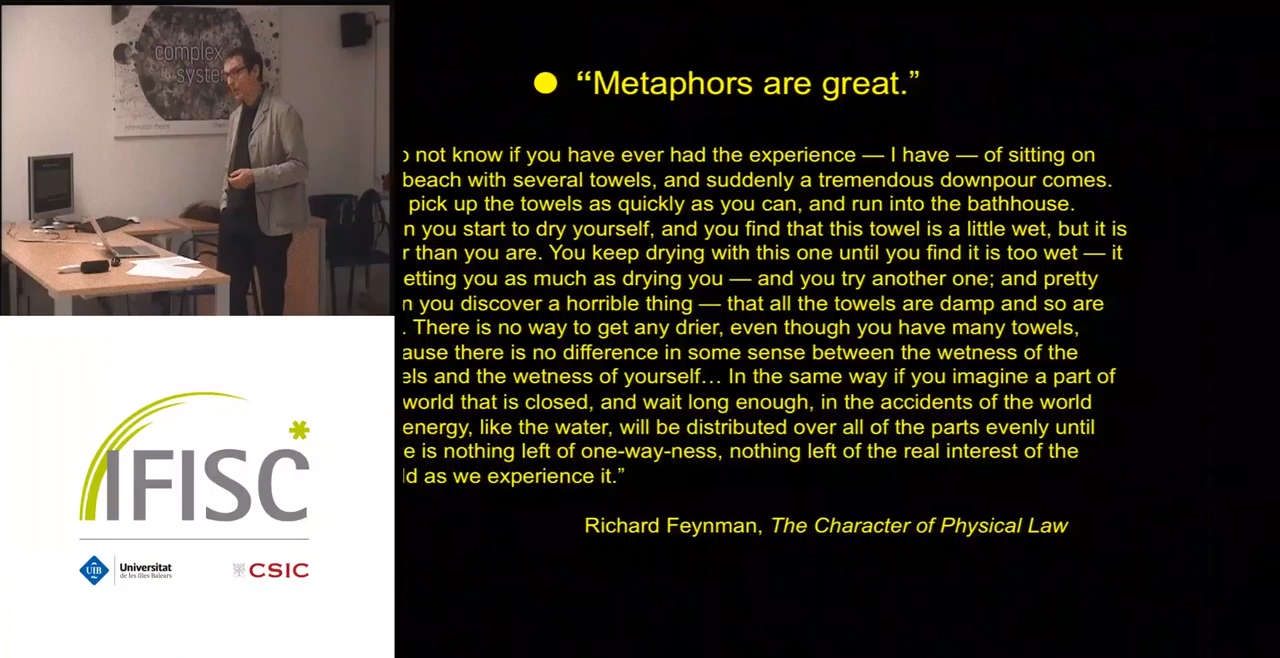 complex
syste
information theory
● “Metaphors are great.”
not know if you have ever had the experience — I have — of sitting on
beach with several towels, and suddenly a tremendous downpour comes.
pick up the towels as quickly as you can, and run into the bathhouse.
n you start to dry yourself, and you find that this towel is a little wet, but it is
r than you are. You keep drying with this one until you find it is too wet — it
etting you as much as drying you — and you try another one; and pretty
n you discover a horrible thing — that all the towels are damp and so are
. There is no way to get any drier, even though you have many towels,
ause there is no difference in some sense between the wetness of the
els and the wetness of yourself… In the same way if you imagine a part of
world that is closed, and wait long enough, in the accidents of the world
energy, like the water, will be distributed over all of the parts evenly until
e is nothing left of one-way-ness, nothing left of the real interest of the
ld as we experience it.”
Richard Feynman, The Character of Physical Law
IFISC
UIB Universitat
de les Illes Balears
CSIC